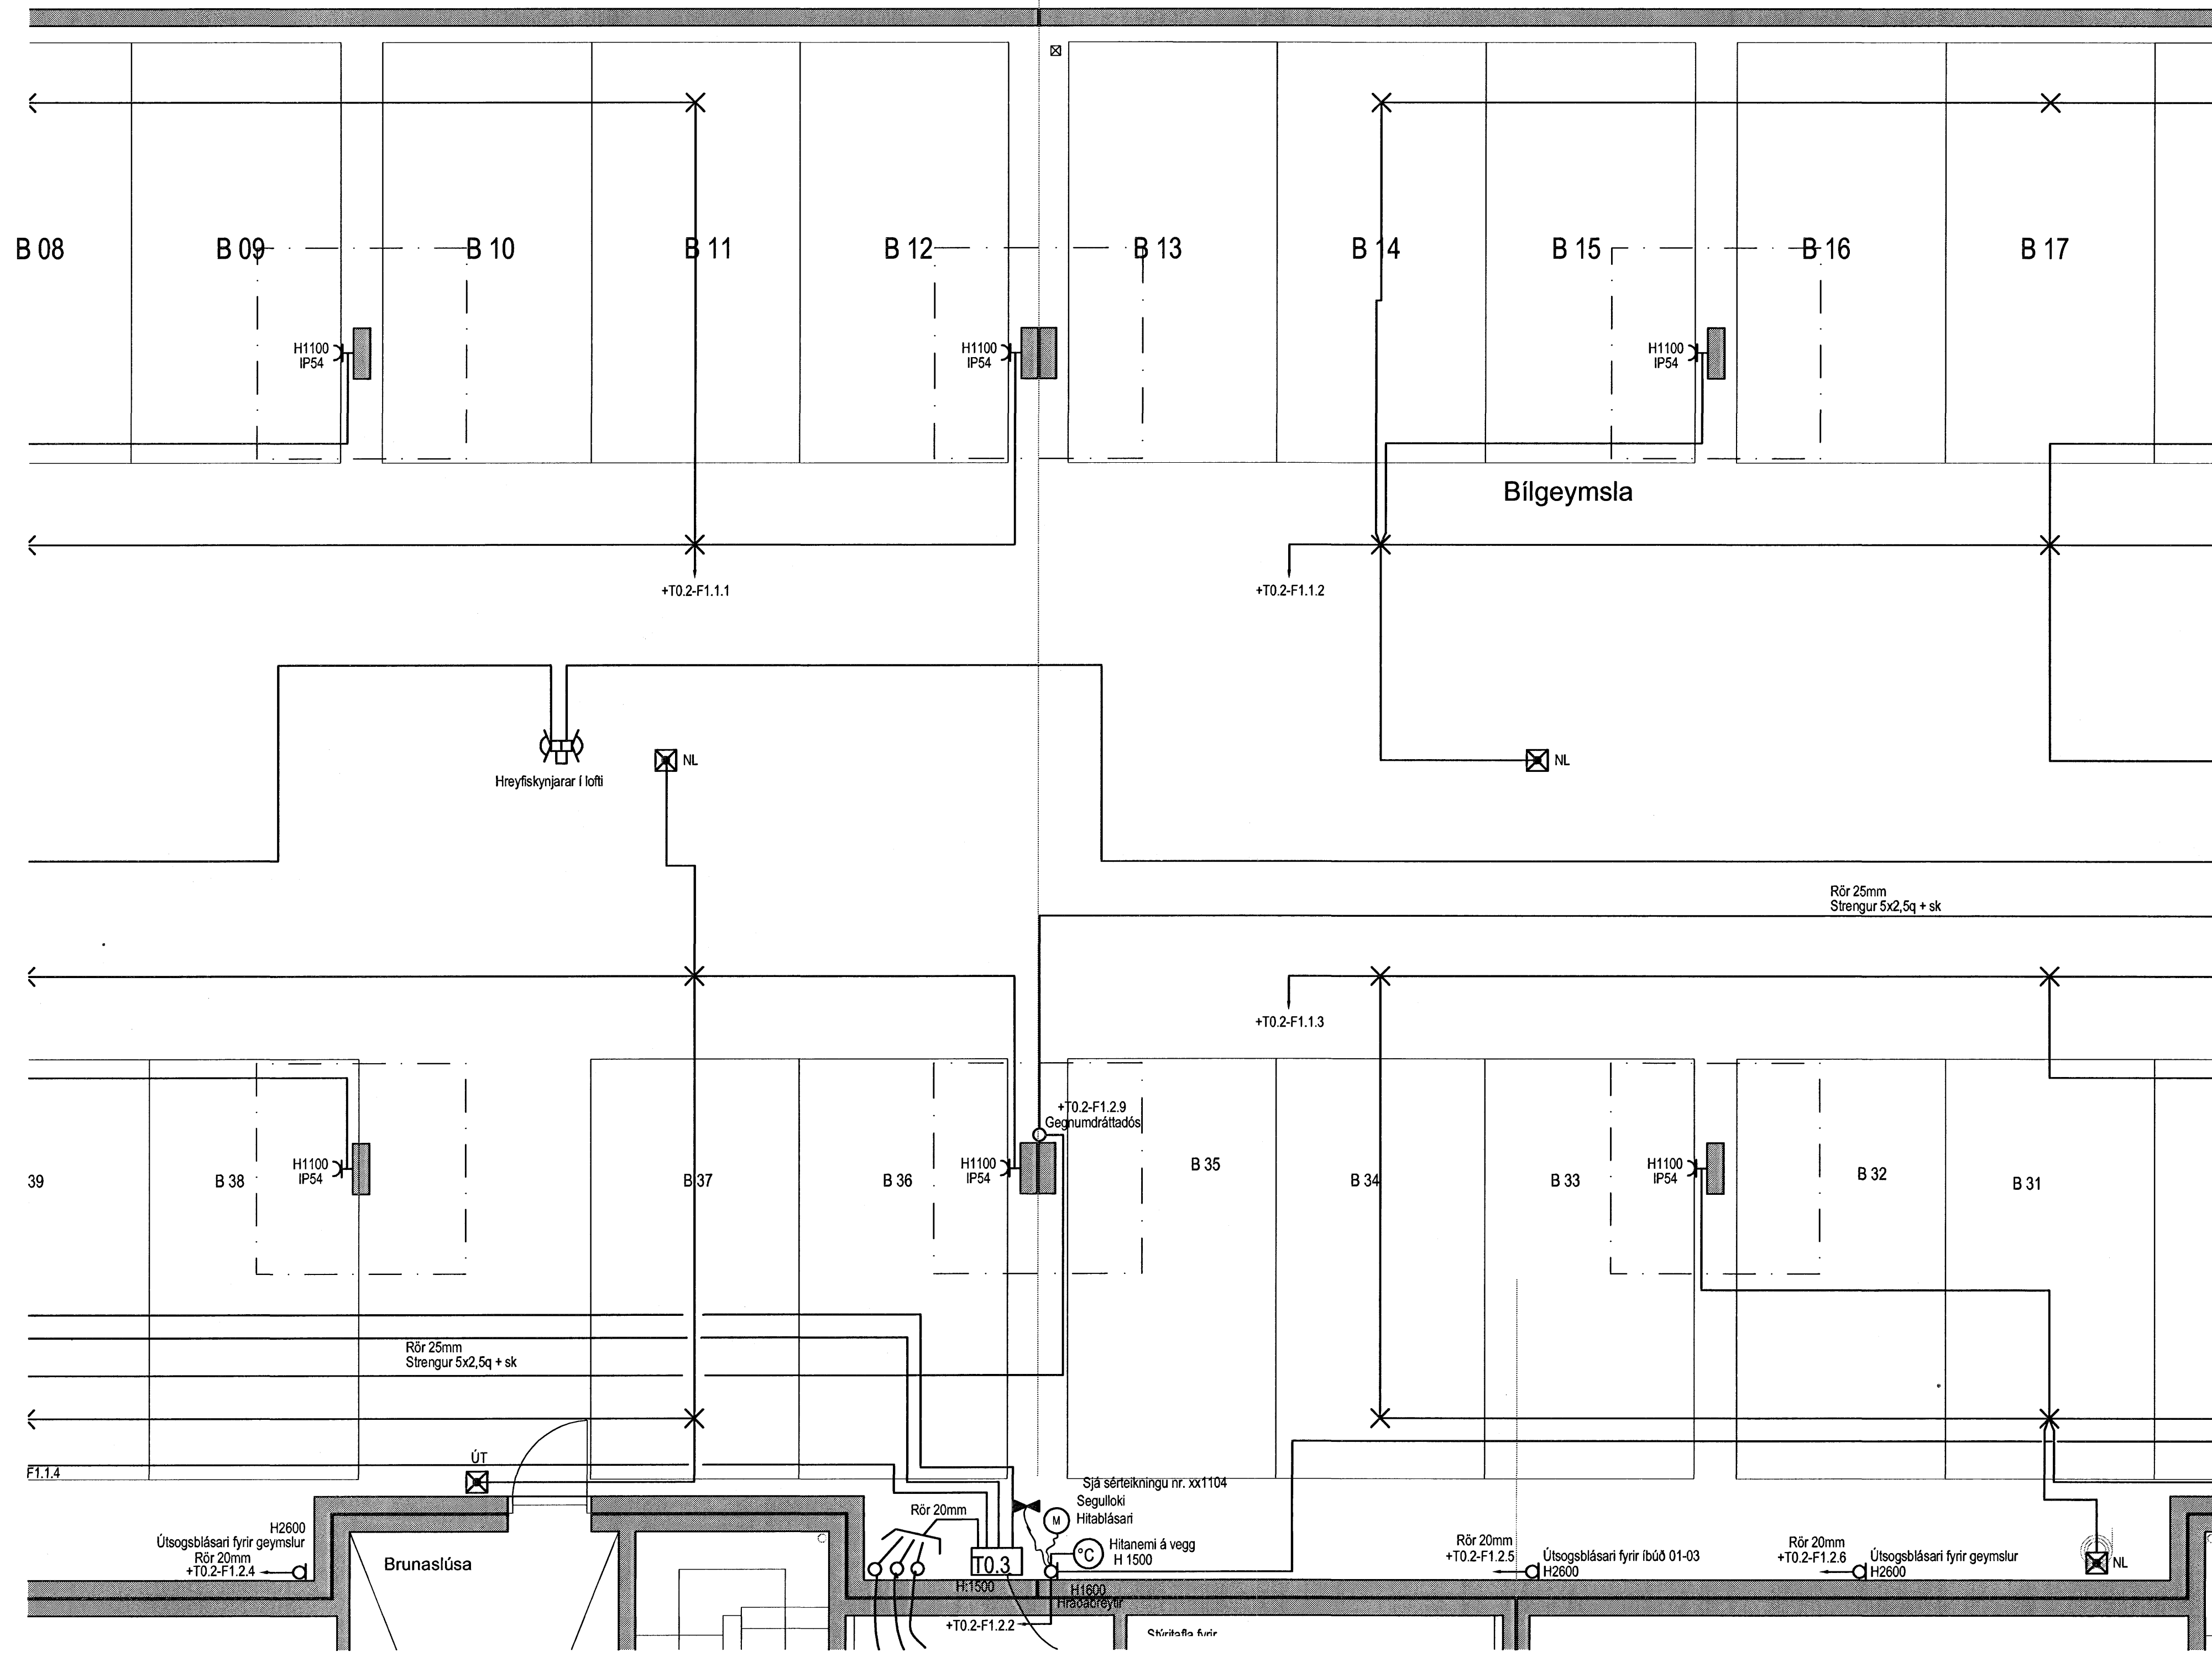 B 08
B 09
B 10
B 11
B 12
B 13
B 14
B 15
B 16
B 17
H1100
IP54
H1100
IP54
H1100
IP54
Bílgeymsla
+T0.2-F1.1.1
+T0.2-F1.1.2
Hreyfiskynjarar í lofti
NL
NL
Rör 25mm
Strengur 5x2,5q + sk
+T0.2-F1.1.3
+T0.2-F1.2.9
Gegnumdráttadós
39
B 38
H1100
IP54
B 37
B 36
H1100
IP54
B 35
B 34
B 33
H1100
IP54
B 32
B 31
Rör 25mm
Strengur 5x2,5q + sk
F1.1.4
ÚT
Sjá sérteikningu nr. xx1104
Segulloki
Hitablásari
M
Rör 20mm
°C
Hitanemi á vegg
H 1500
H2600
Útsogsblásari fyrir geymslur
Rör 20mm
+T0.2-F1.2.4
Brunaslúsa
T0.3
H:1500
H1600
Hraðabreytir
+T0.2-F1.2.2
Rör 20mm
+T0.2-F1.2.5
Útsogsblásari fyrir íbúð 01-03
H2600
Rör 20mm
+T0.2-F1.2.6
Útsogsblásari fyrir geymslur
H2600
NL
Stýritafla fyrir